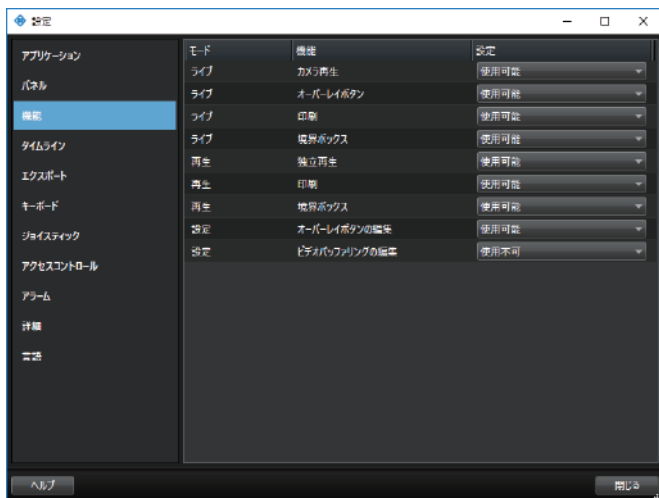 設定
アプリケーション
パネル
機能
タイムライン
エクスポート
キーボード
ジョイスティック
アクセスコントロール
アラーム
詳細
言語
モード 機能 設定
ライブ カメラ再生 使用可能
ライブ オーバーレイボタン 使用可能
ライブ 印刷 使用可能
ライブ 境界ボックス 使用可能
再生 独立再生 使用可能
再生 印刷 使用可能
再生 境界ボックス 使用可能
設定 オーバーレイボタンの編集 使用可能
設定 ビデオバッファリングの編集 使用不可
ヘルプ 閉じる